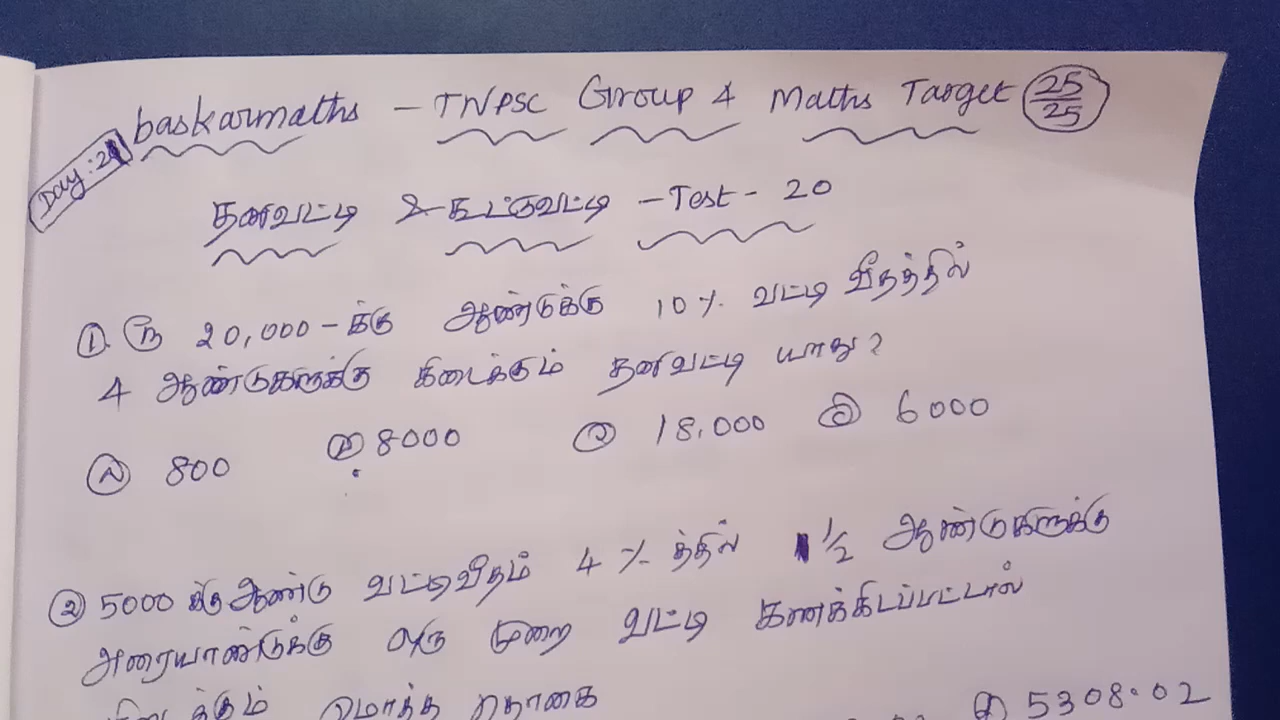 Day: 21
baskarmaths - TNPSC Group 4 Maths Target 25/25
தனிவட்டி & கூட்டுவட்டி - Test - 20
①. ரூ 20,000-க்கு ஆண்டுக்கு 10% வட்டி வீதத்தில்
4 ஆண்டுகளுக்கு கிடைக்கும் தனிவட்டி யாது?
Ⓐ 800 Ⓑ 8000 Ⓒ 18,000 Ⓓ 6000
② 5000 க்கு ஆண்டு வட்டிவீதம் 4% த்தில் 1 1/2 ஆண்டுகளுக்கு
அரையாண்டுக்கு ஒரு முறை வட்டி கணக்கிடப்பட்டால்
கிடைக்கும் மொத்த தொகை
5308.02